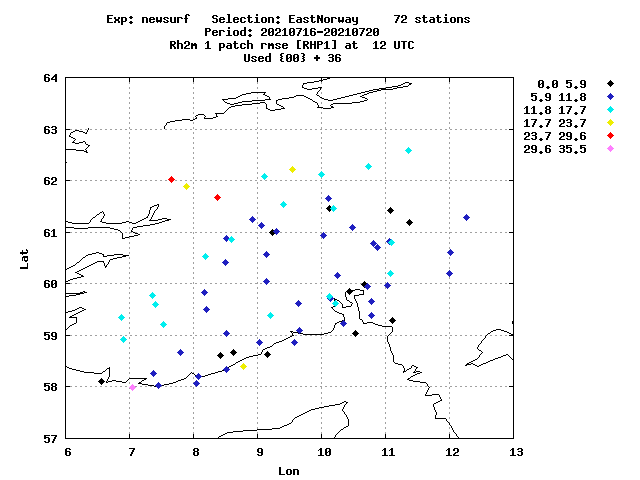 Exp: newsurf   Selection: EastNorway     72 stations
Period: 20210716-20210720
Rh2m 1 patch rmse [RHP1] at  12 UTC
Used {00} + 36
64
63
62
61
60
59
58
57
Lat
6 7 8 9 10 11 12 13
Lon
0.0 5.9
5.9 11.8
11.8 17.7
17.7 23.7
23.7 29.6
29.6 35.5